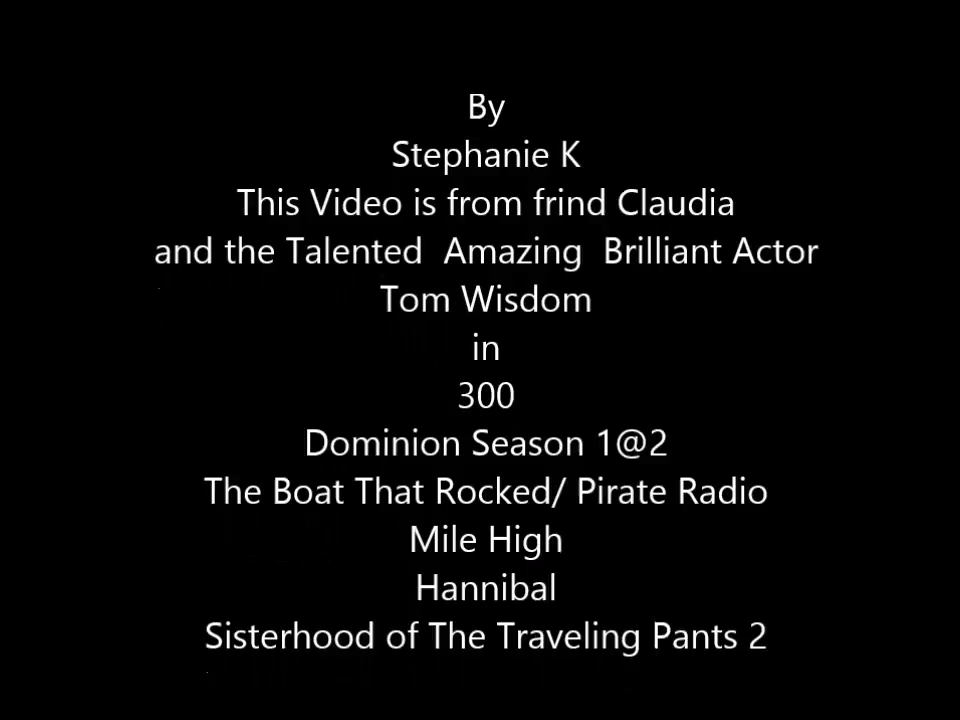 By
Stephanie K
This Video is from frind Claudia
and the Talented  Amazing  Brilliant Actor
Tom Wisdom
in
300
Dominion Season 1@2
The Boat That Rocked/ Pirate Radio
Mile High
Hannibal
Sisterhood of The Traveling Pants 2